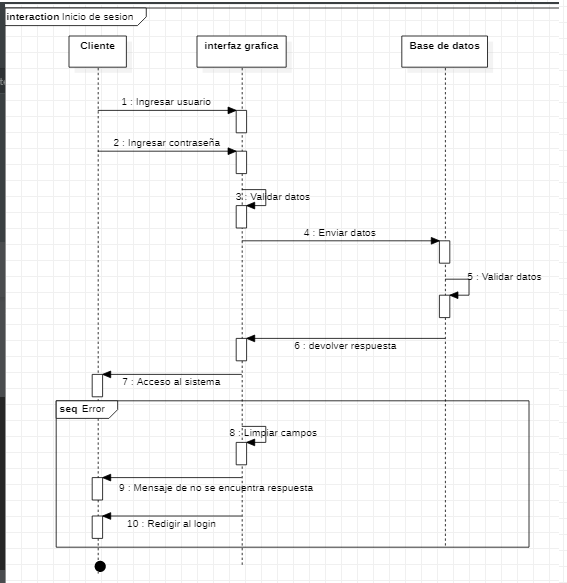 interaction Inicio de sesion
Cliente
interfaz grafica
Base de datos
1 : Ingresar usuario
2 : Ingresar contraseña
3 : Validar datos
4 : Enviar datos
5 : Validar datos
6 : devolver respuesta
7 : Acceso al sistema
seq Error
8 : Limpiar campos
9 : Mensaje de no se encuentra respuesta
10 : Redigir al login